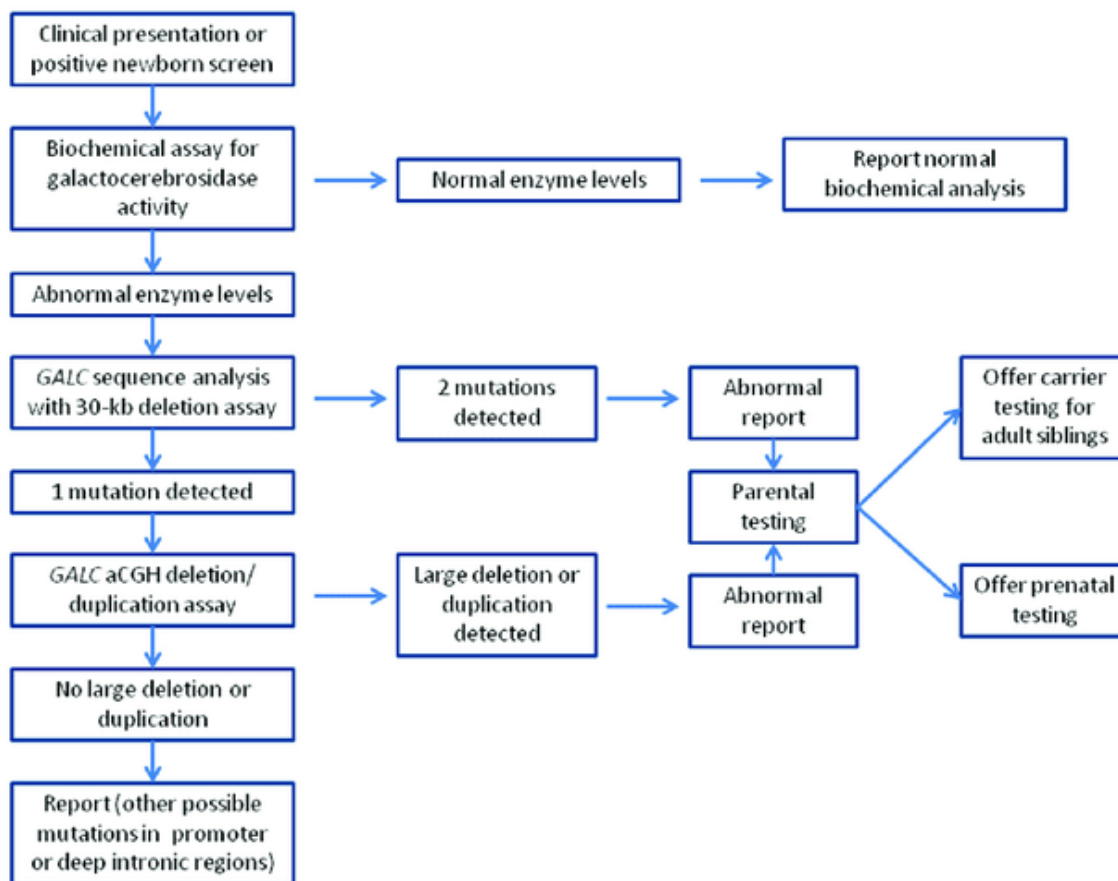 Clinical presentation or
positive newborn screen
Biochemical assay for
galactocerebrosidase
activity
Normal enzyme levels
Report normal
biochemical analysis
Abnormal enzyme levels
GALC sequence analysis
with 30-kb deletion assay
2 mutations
detected
Abnormal
report
Offer carrier
testing for
adult siblings
1 mutation detected
Parental
testing
GALC aCGH deletion/
duplication assay
Large deletion or
duplication
detected
Abnormal
report
Offer prenatal
testing
No large deletion or
duplication
Report (other possible
mutations in promoter
or deep intronic regions)